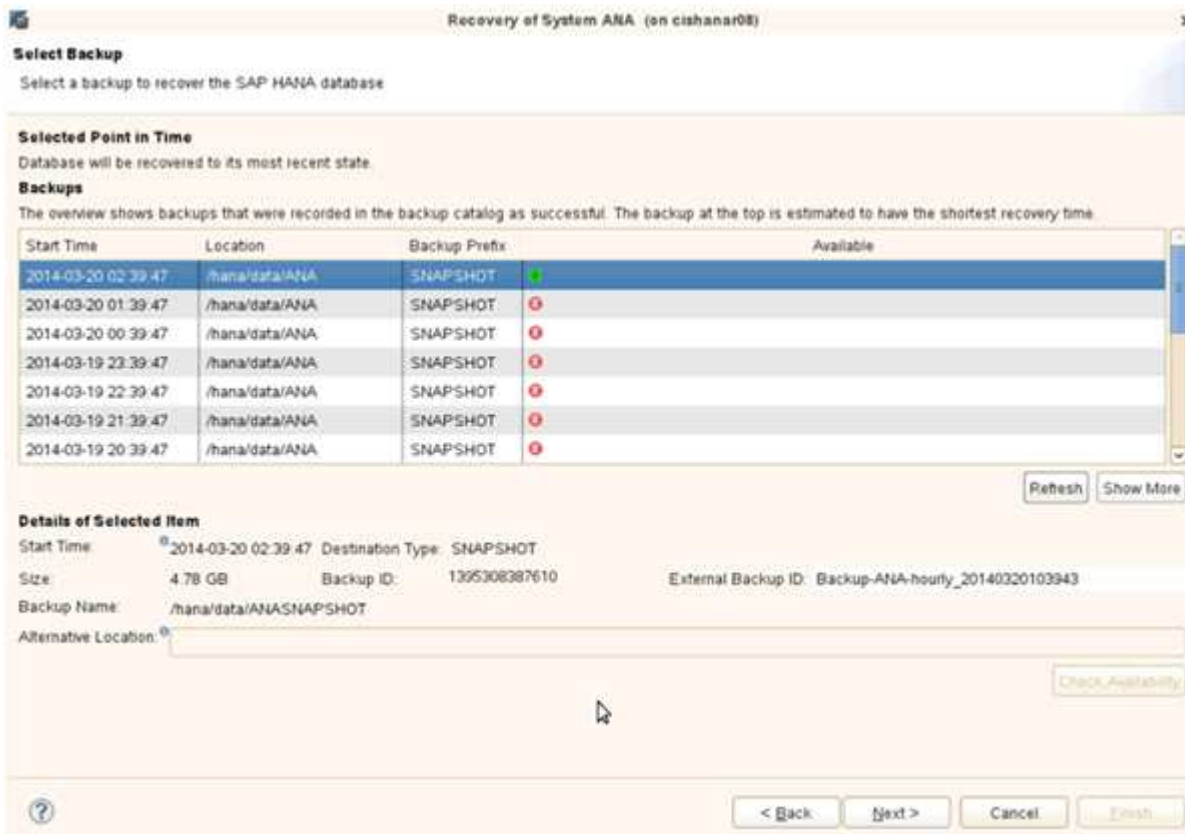 Recovery of System ANA (on cishanar08)
Select Backup
Select a backup to recover the SAP HANA database
Selected Point in Time
Database will be recovered to its most recent state.
Backups
The overview shows backups that were recorded in the backup catalog as successful. The backup at the top is estimated to have the shortest recovery time.
Start Time Location Backup Prefix Available
2014-03-20 02:39:47 /hana/data/ANA SNAPSHOT
2014-03-20 01:39:47 /hana/data/ANA SNAPSHOT
2014-03-20 00:39:47 /hana/data/ANA SNAPSHOT
2014-03-19 23:39:47 /hana/data/ANA SNAPSHOT
2014-03-19 22:39:47 /hana/data/ANA SNAPSHOT
2014-03-19 21:39:47 /hana/data/ANA SNAPSHOT
2014-03-19 20:39:47 /hana/data/ANA SNAPSHOT
Refresh Show More
Details of Selected Item
Start Time: 2014-03-20 02:39:47 Destination Type: SNAPSHOT
Size: 4.78 GB Backup ID: 1395308387610 External Backup ID: Backup-ANA-hourly_20140320103943
Backup Name: /hana/data/ANASNAPSHOT
Alternative Location:
Check Availability
< Back Next > Cancel Finish